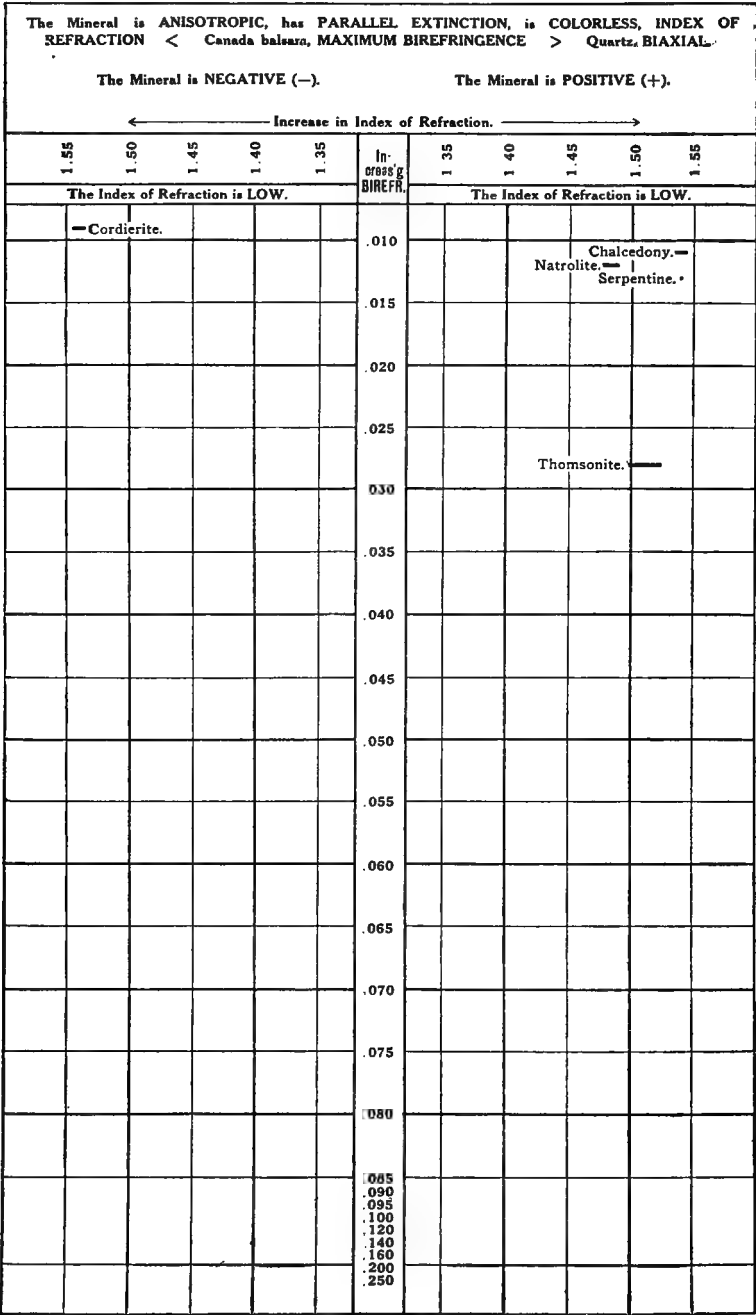 The Mineral is ANISOTROPIC, has PARALLEL EXTINCTION, is COLORLESS, INDEX OF
REFRACTION < Canada balsam, MAXIMUM BIREFRINGENCE > Quartz, BIAXIAL.
The Mineral is NEGATIVE (—). The Mineral is POSITIVE (+).
Increase in Index of Refraction.
1.55 1.50 1.45 1.40 1.35
In-
creas'g
BIREFR.
1 35 1 40 1.45 1.50 1.55
The Index of Refraction is LOW.
The Index of Refraction is LOW.
Cordierite.
.010
Chalcedony.
Natrolite.
Serpentine.
.015
.020
.025
Thomsonite.
030
.035
.040
.045
.050
.055
.060
.065
.070
.075
.080
.085
.090
.095
.100
.120
.140
.160
.200
.250